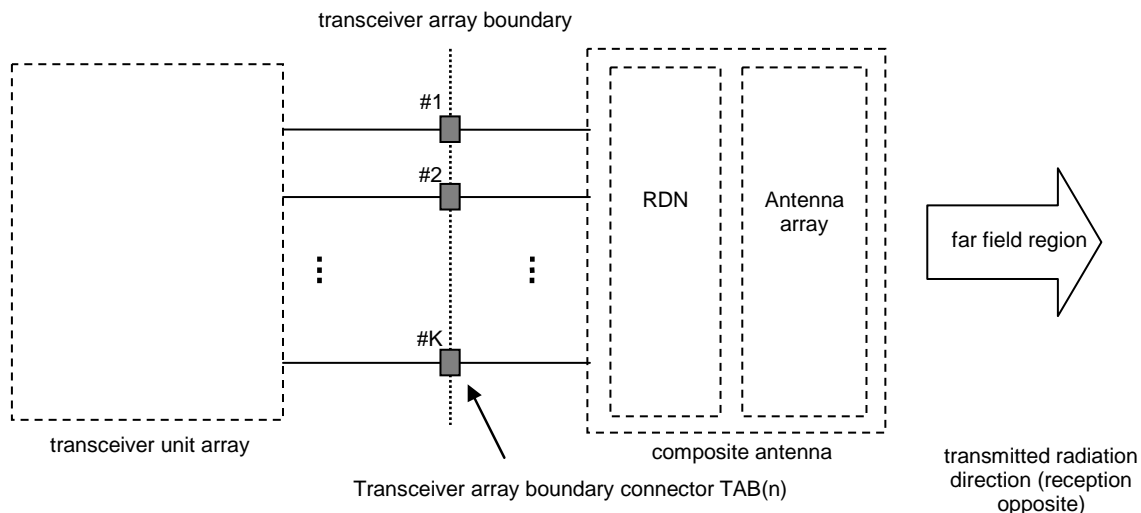 transceiver array boundary
#1
#2
RDN
Antenna
array
far field region
#K
transceiver unit array
composite antenna
Transceiver array boundary connector TAB(n)
transmitted radiation
direction (reception
opposite)